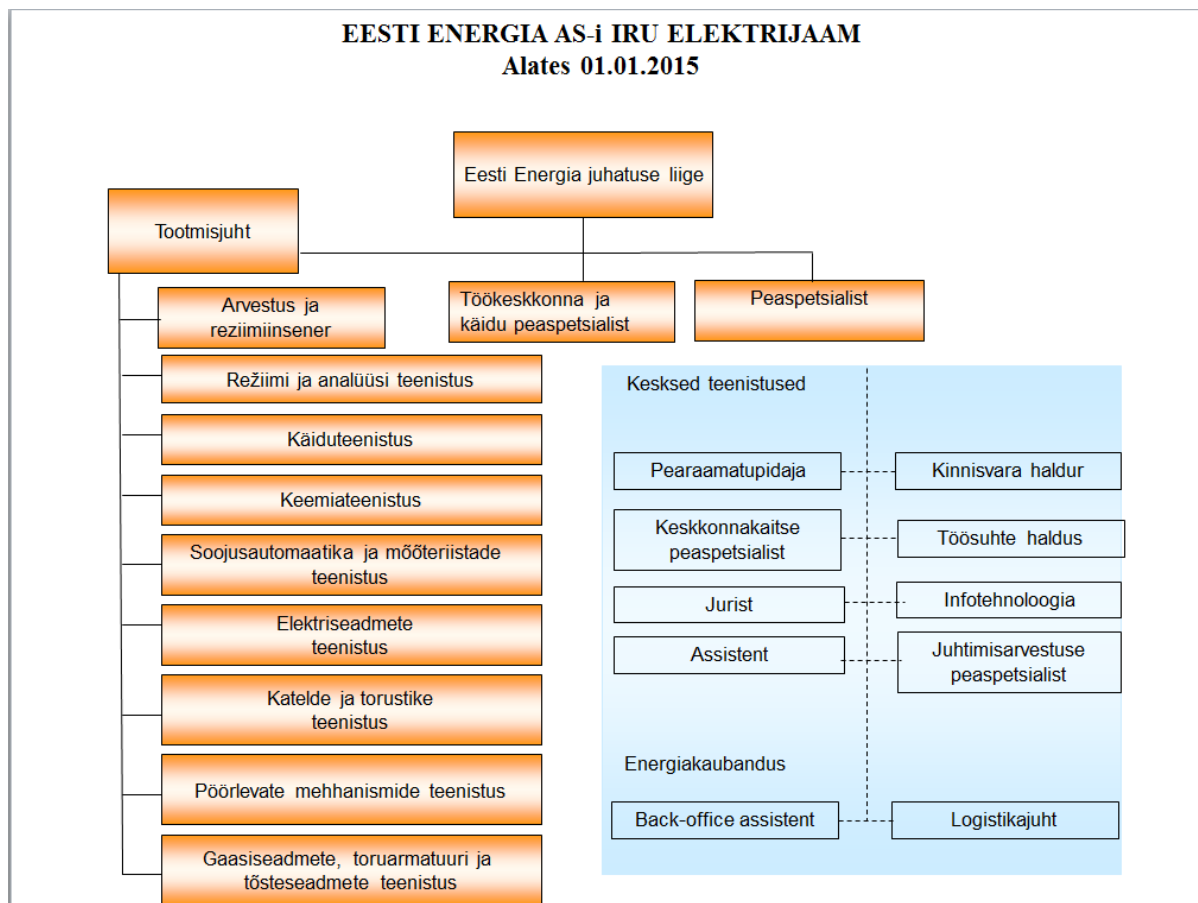 EESTI ENERGIA AS-i IRU ELEKTRIJAAM
Alates 01.01.2015
Eesti Energia juhatuse liige
Tootmisjuht
Arvestus ja
reziimiinsener
Töökeskkonna ja
käidu peaspetsialist
Peaspetsialist
Režiimi ja analüüsi teenistus
Käiduteenistus
Keemiateenistus
Soojusautomaatika ja mõõteriistade
teenistus
Elektriseadmete
teenistus
Katelde ja torustike
teenistus
Pöörlevate mehhanismide teenistus
Gaasiseadmete, toruarmatuuri ja
tõsteseadmete teenistus
Kesksed teenistused
Pearaamatupidaja
Kinnisvara haldur
Keskkonnakaitse
peaspetsialist
Töösuhte haldus
Jurist
Infotehnoloogia
Assistent
Juhtimisarvestuse
peaspetsialist
Energiakaubandus
Back-office assistent
Logistikajuht